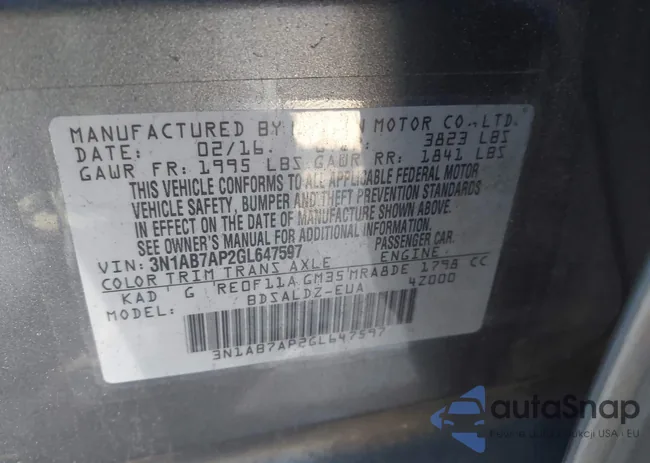 MANUFACTURED BY: MOTOR CO., LTD.
DATE: 02/16. 3823 LBS
GAWR FR: 1995 LBS GAWR RR: 1841 LBS
THIS VEHICLE CONFORMS TO ALL APPLICABLE FEDERAL MOTOR
VEHICLE SAFETY, BUMPER AND THEFT PREVENTION STANDARDS
IN EFFECT ON THE DATE OF MANUFACTURE SHOWN ABOVE.
SEE OWNER'S MANUAL FOR ADDITIONAL INFORMATION.
VIN: 3N1AB7AP2GL647597 PASSENGER CAR.
COLOR TRIM TRANS AXLE ENGINE
KAD G RE0F11A GM35 MRA8DE 1798 CC
MODEL: BDSALDZ-EUA 42000
3N1AB7AP2GL647597
autoSnap
USA i EU